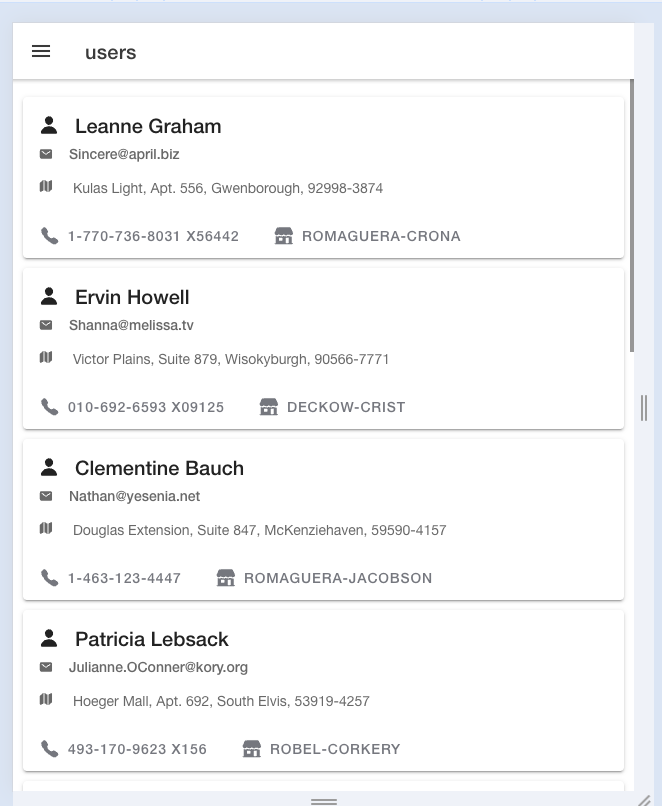 users
Leanne Graham
Sincere@april.biz
Kulas Light, Apt. 556, Gwenborough, 92998-3874
1-770-736-8031 X56442 ROMAGUERA-CRONA
Ervin Howell
Shanna@melissa.tv
Victor Plains, Suite 879, Wisokyburgh, 90566-7771
010-692-6593 X09125 DECKOW-CRIST
Clementine Bauch
Nathan@yesenia.net
Douglas Extension, Suite 847, McKenziehaven, 59590-4157
1-463-123-4447 ROMAGUERA-JACOBSON
Patricia Lebsack
Julianne.OConner@kory.org
Hoeger Mall, Apt. 692, South Elvis, 53919-4257
493-170-9623 X156 ROBEL-CORKERY